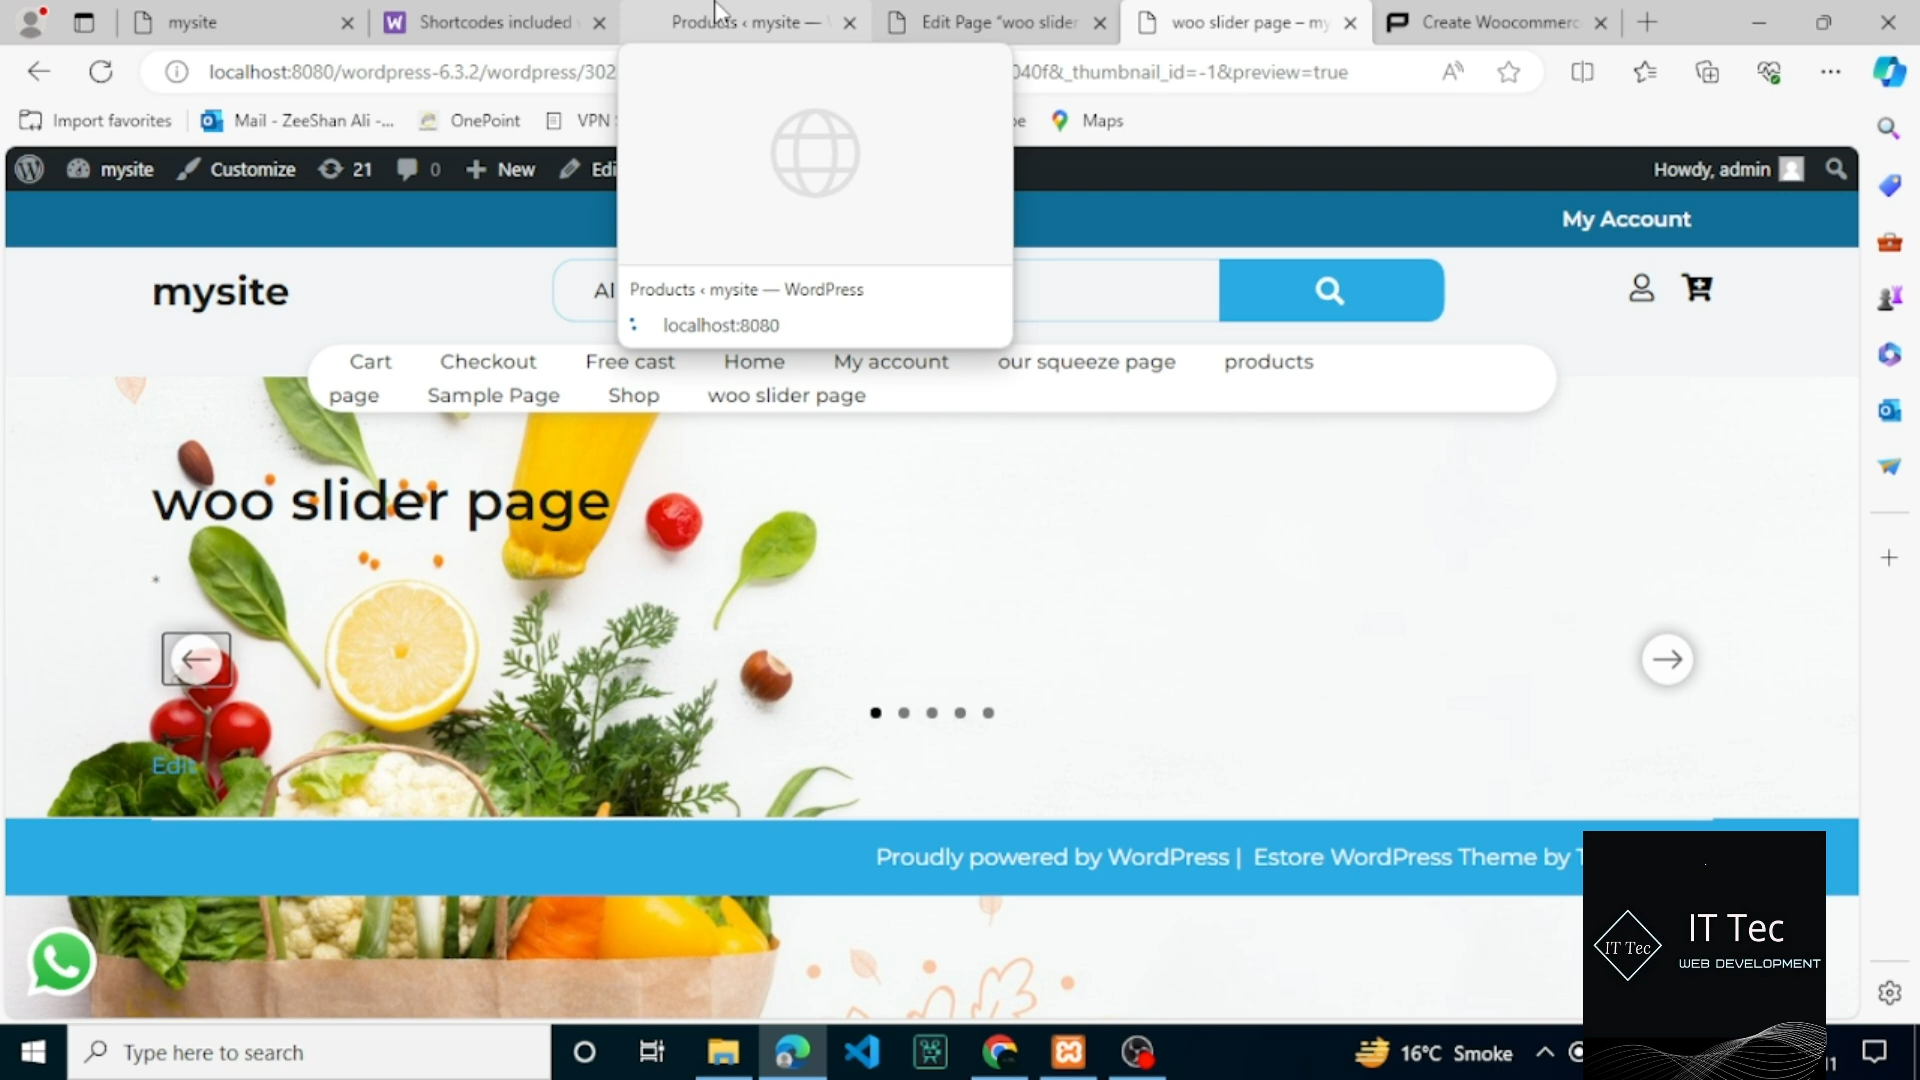 mysite
Shortcodes included
Products ‹ mysite —
Edit Page "woo slider
woo slider page – my
Create Woocommerc
localhost:8080/wordpress-6.3.2/wordpress/302
040f&_thumbnail_id=-1&preview=true
Import favorites
Mail - ZeeShan Ali -...
OnePoint
VPN
Maps
mysite
Customize
21
0
New
Howdy, admin
My Account
mysite
Products ‹ mysite — WordPress
localhost:8080
Cart
Checkout
Free cast
Home
My account
our squeeze page
products
page
Sample Page
Shop
woo slider page
woo slider page
*
Edit
Proudly powered by WordPress |
Estore WordPress Theme by
IT Tec
IT Tec
WEB DEVELOPMENT
Type here to search
16°C Smoke